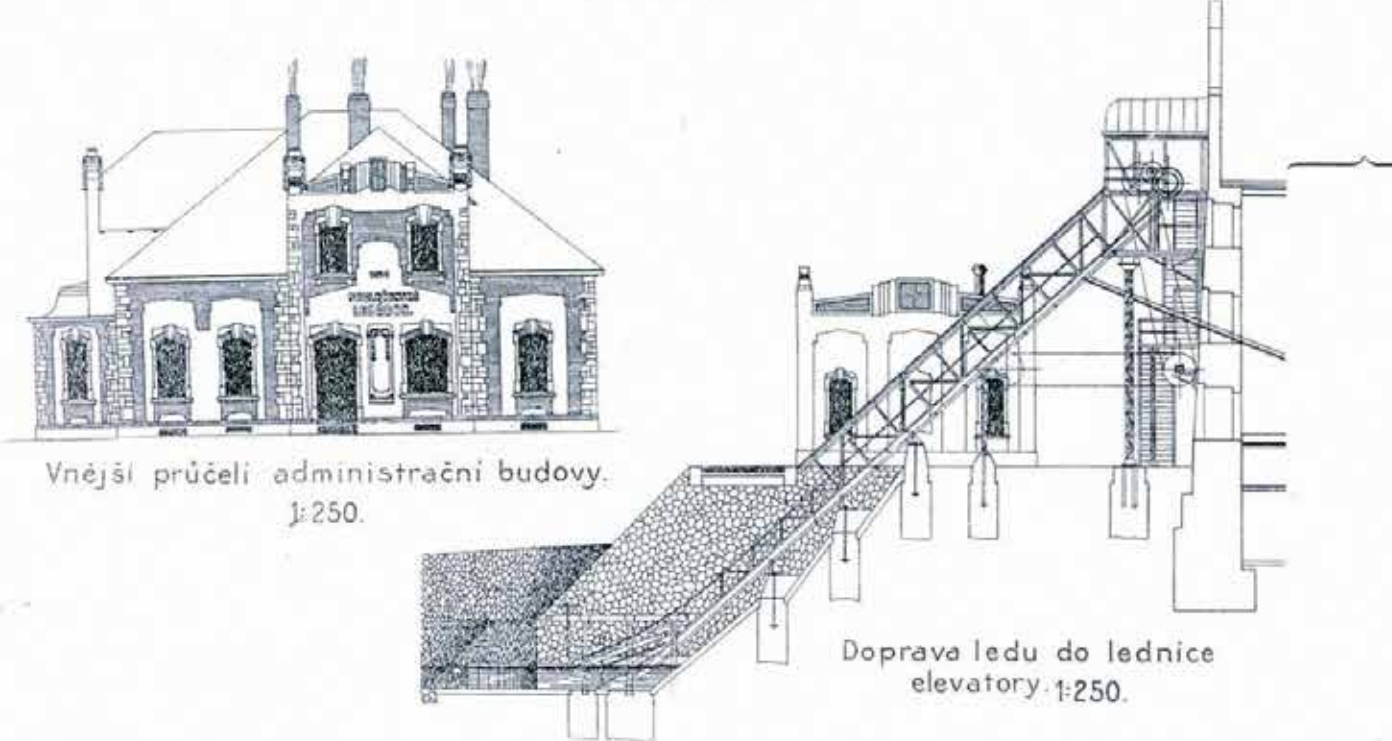 Vnější průčelí administrační budovy.
1:250.
Doprava ledu do lednice
elevatory. 1:250.